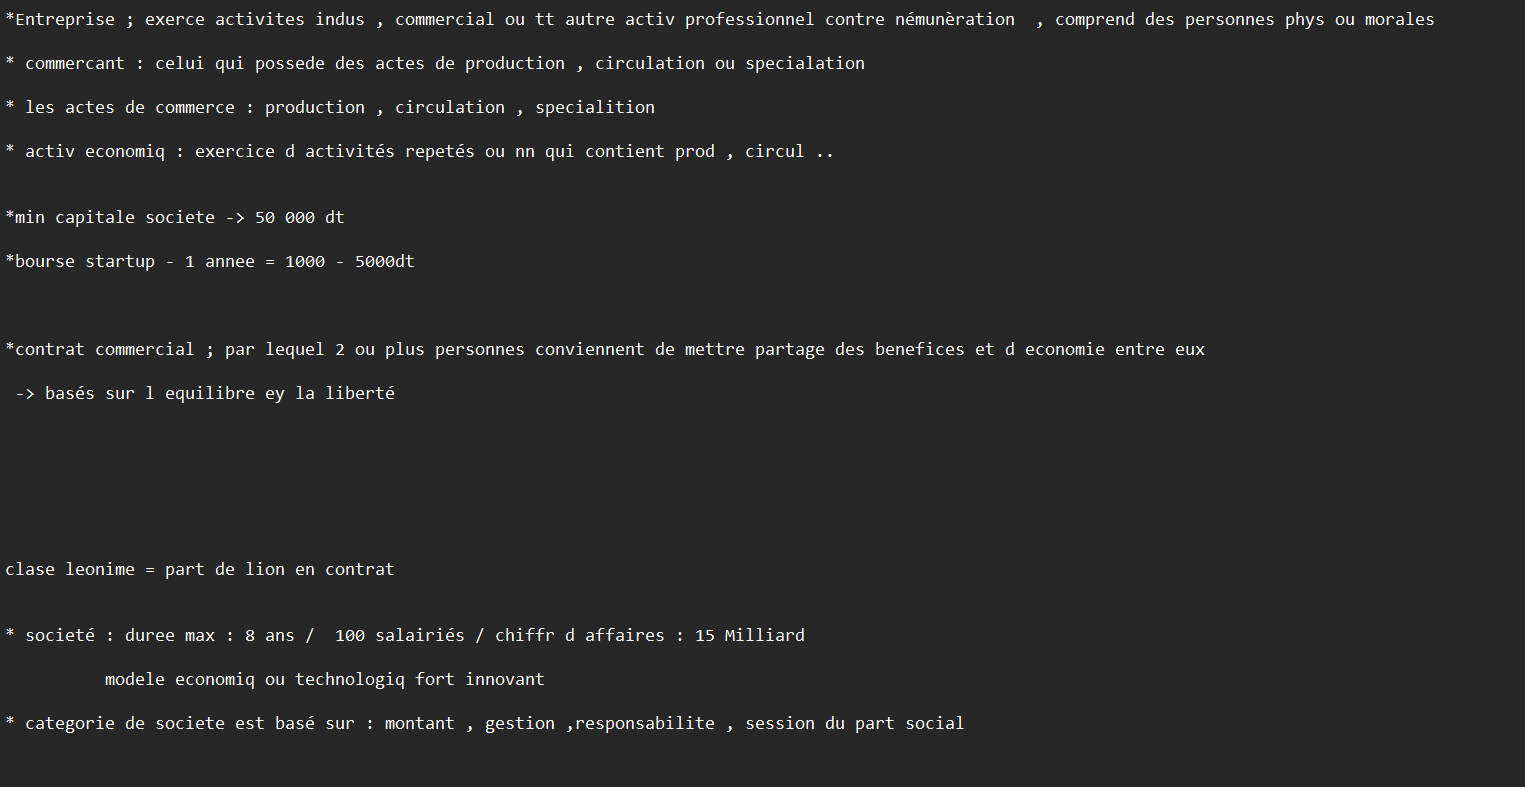 *Entreprise ; exerce activites indus , commercial ou tt autre activ professionnel contre némunèration  , comprend des personnes phys ou morales
* commercant : celui qui possede des actes de production , circulation ou specialation
* les actes de commerce : production , circulation , specialition
* activ economiq : exercice d activités repetés ou nn qui contient prod , circul ..
*min capitale societe -> 50 000 dt
*bourse startup - 1 annee = 1000 - 5000dt
*contrat commercial ; par lequel 2 ou plus personnes conviennent de mettre partage des benefices et d economie entre eux
-> basés sur l equilibre ey la liberté
clase leonime = part de lion en contrat
* societé : duree max : 8 ans /  100 salairiés / chiffr d affaires : 15 Milliard
modele economiq ou technologiq fort innovant
* categorie de societe est basé sur : montant , gestion ,responsabilite , session du part social